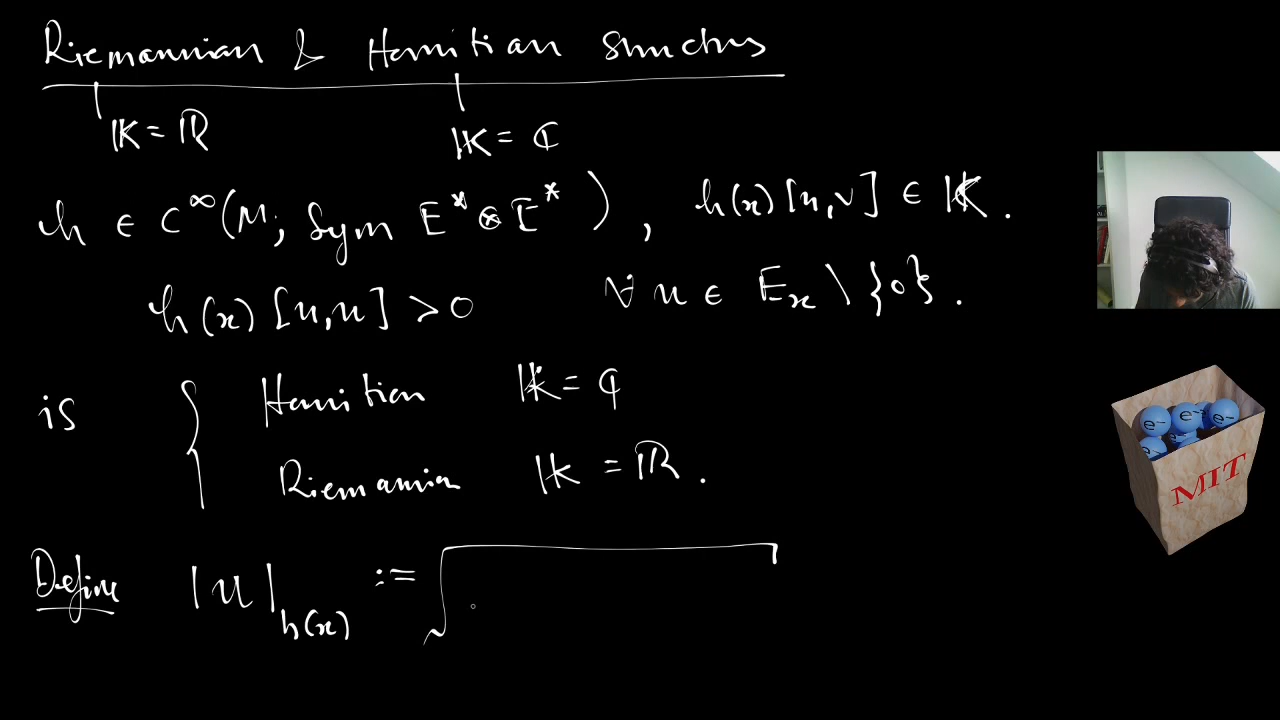 Riemannian & Hermitian Structures
𝕂 = ℝ 𝕂 = ℂ
h ∈ C^∞(M; Sym E* ⊗ E*), h(x)[u,v] ∈ 𝕂.
h(x)[u,u] > 0 ∀ u ∈ E_x \ {0}.
is { Hermitian 𝕂 = ℂ
Riemannian 𝕂 = ℝ.
Define |u|_h(x) := √
e⁻ e⁻ e⁻
e⁻
MIT